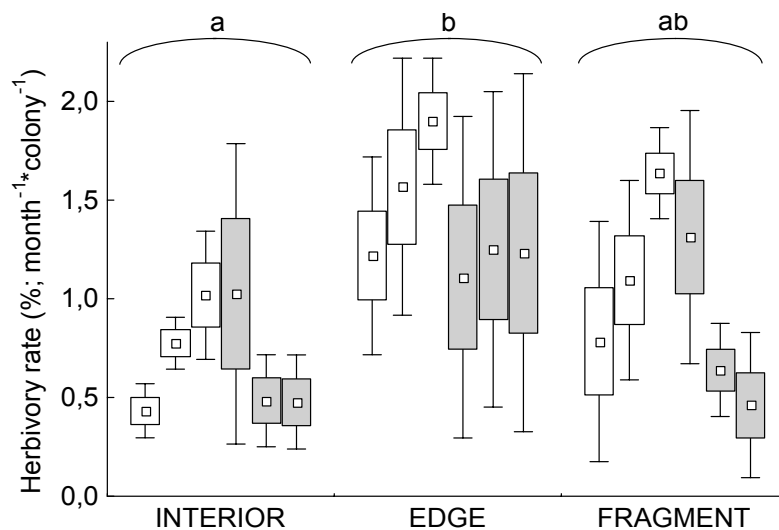 a b ab
Herbivory rate (%; month⁻¹*colony⁻¹)
2,0
1,5
1,0
0,5
0,0
INTERIOR EDGE FRAGMENT